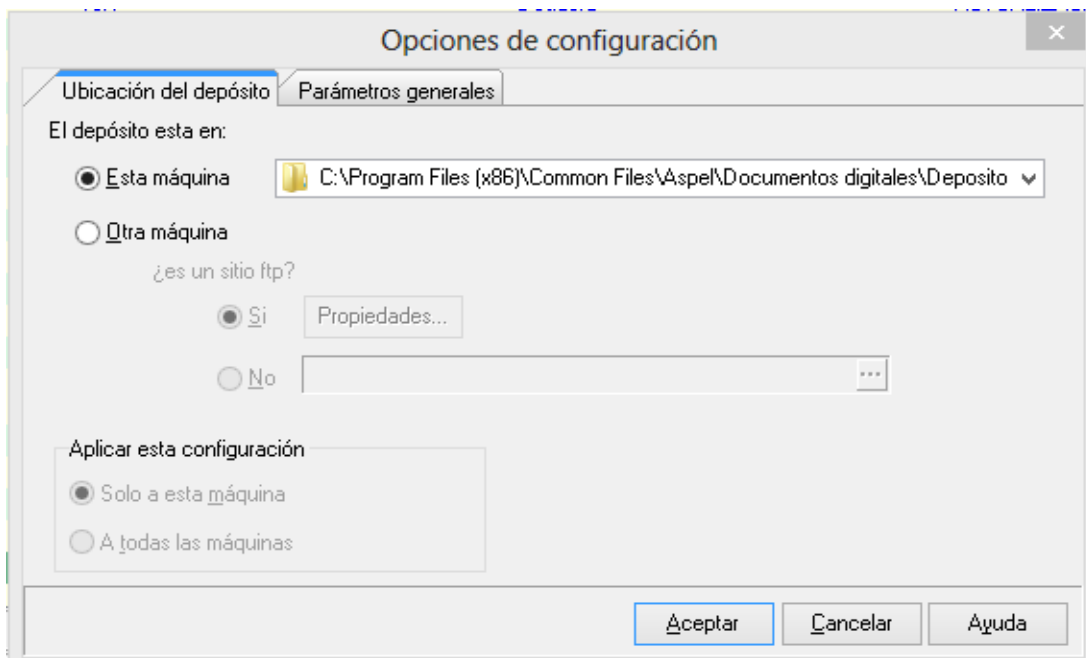 Opciones de configuración
Ubicación del depósito
Parámetros generales
El depósito esta en:
Esta máquina
C:\Program Files (x86)\Common Files\Aspel\Documentos digitales\Deposito
Otra máquina
¿es un sitio ftp?
Si
Propiedades...
No
...
Aplicar esta configuración
Solo a esta máquina
A todas las máquinas
Aceptar
Cancelar
Ayuda